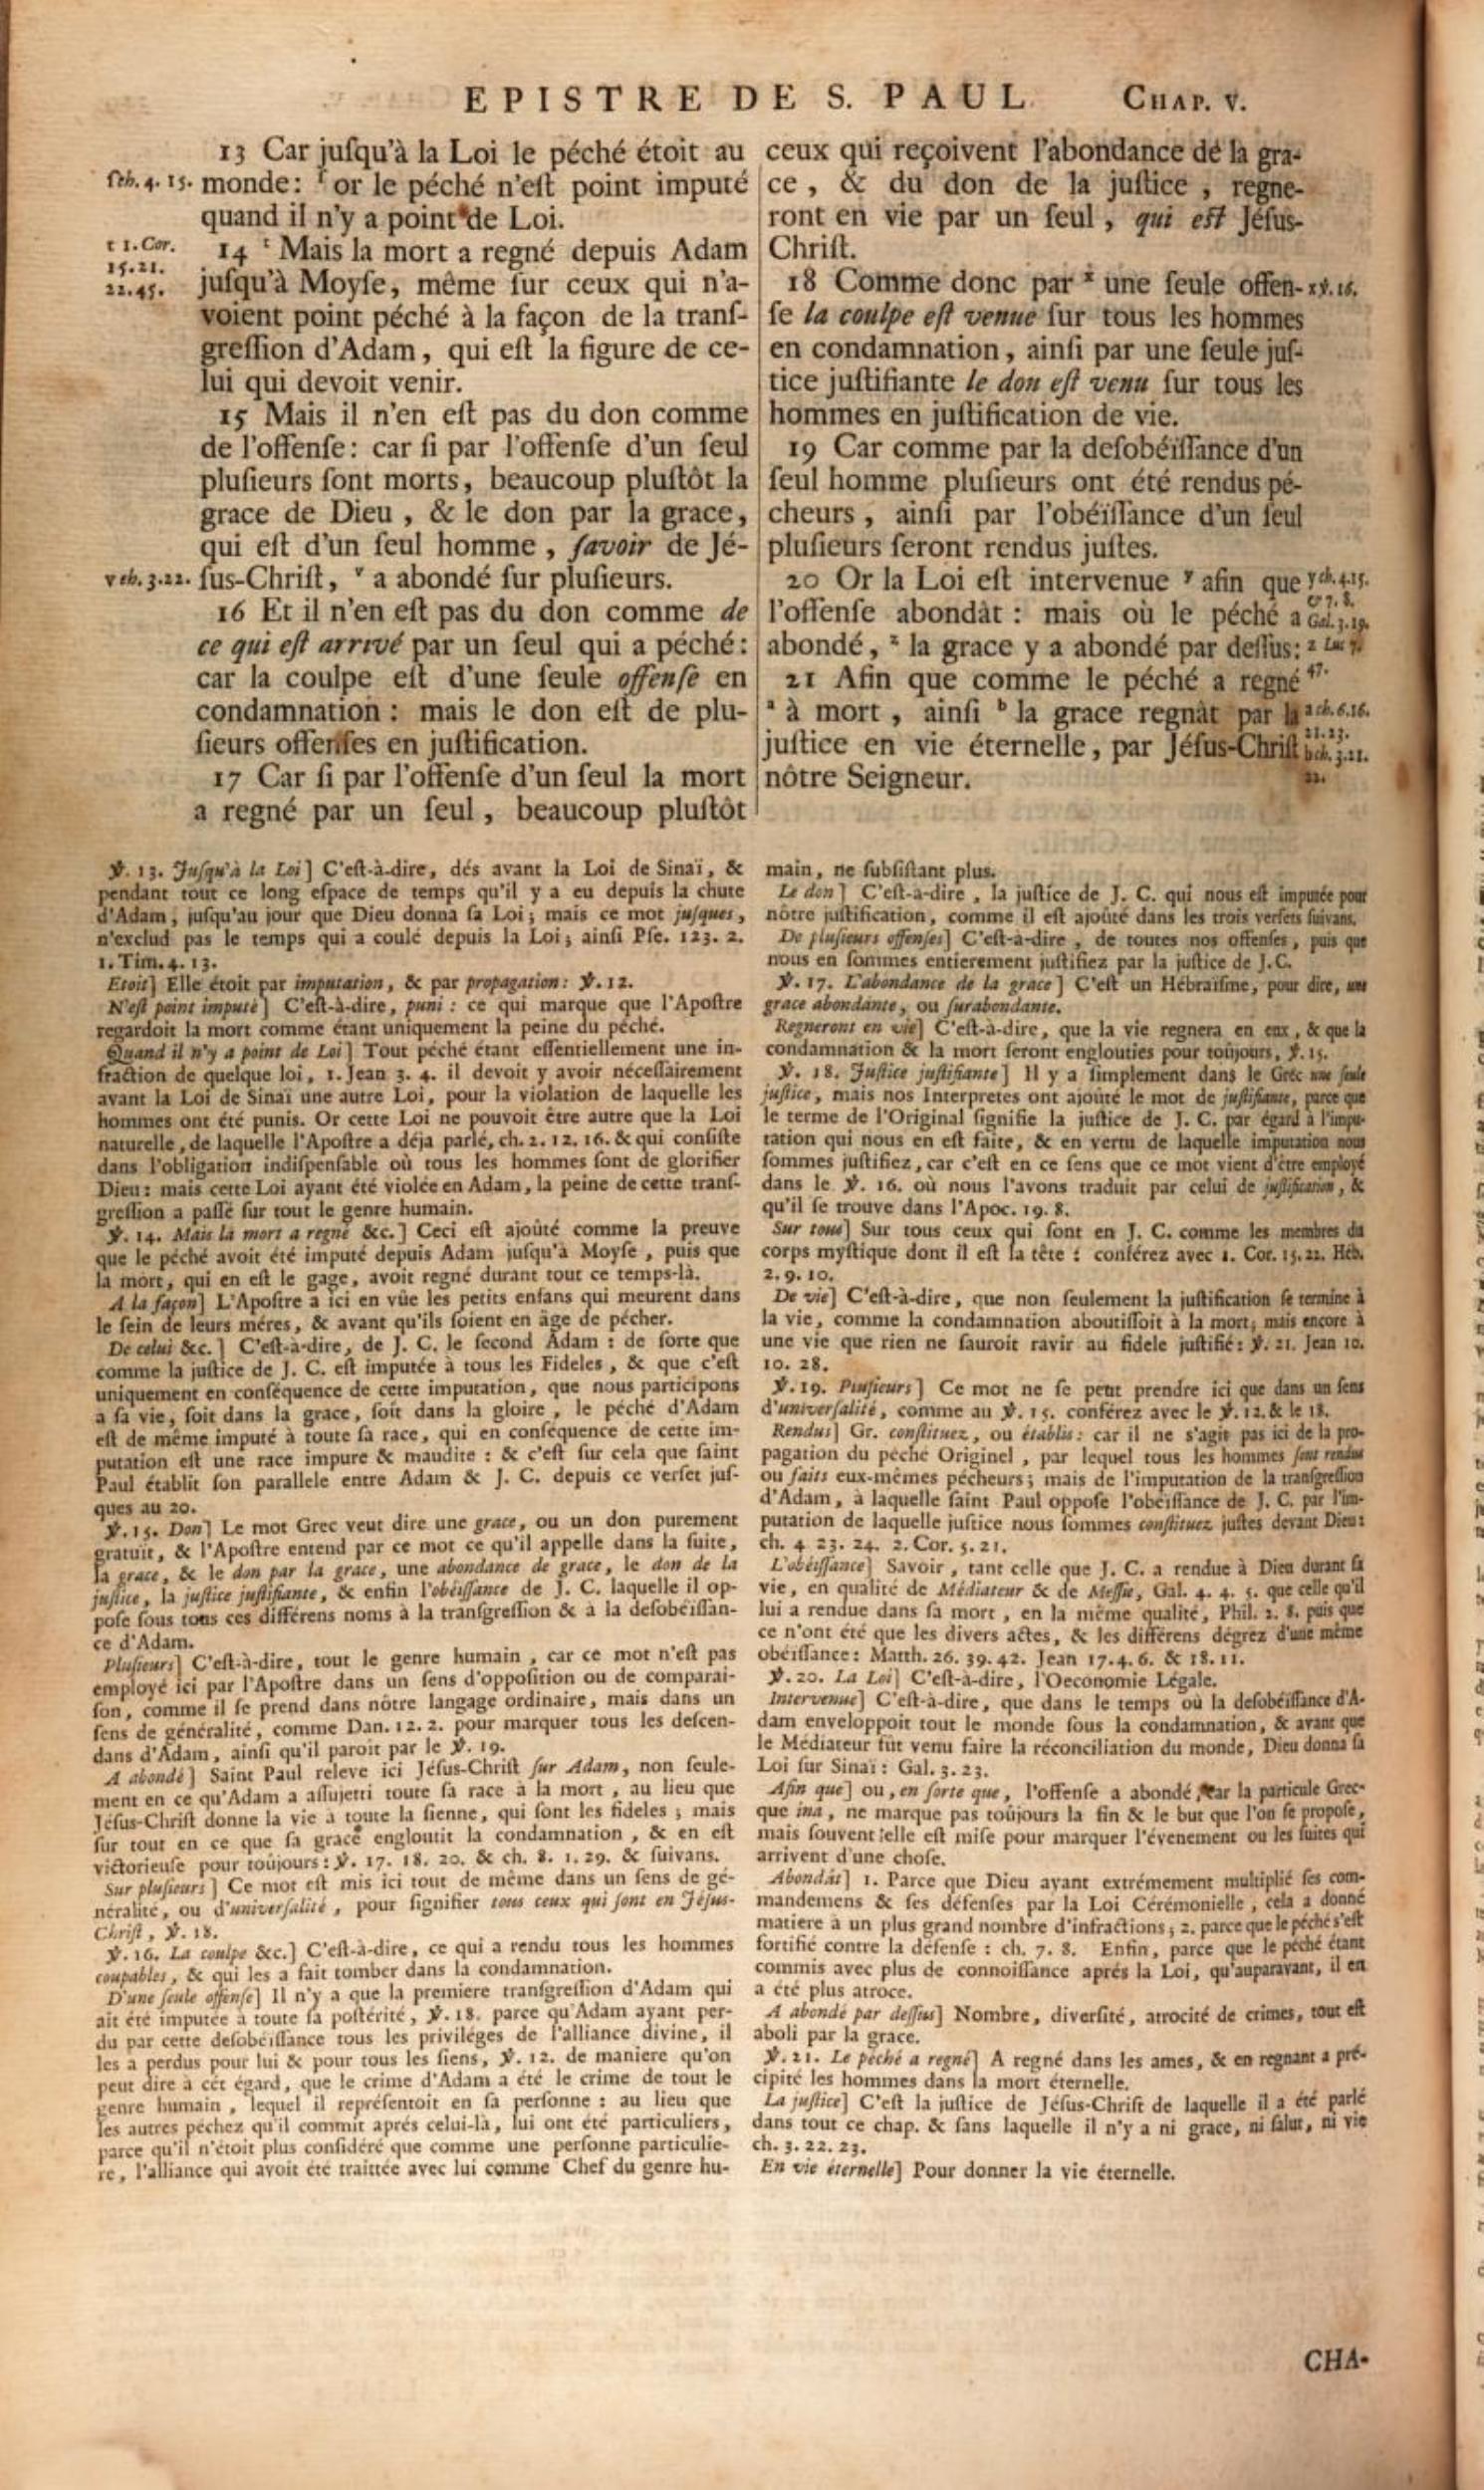 EPISTRE DE S. PAUL CHAP. V.
13 Car juſqu'à la Loi le péché étoit au
ſch. 4. 15. monde: ſ or le péché n'eſt point imputé
quand il n'y a point de Loi.
t 1. Cor. 15. 21. 22. 45.
14 t Mais la mort a regné depuis Adam
juſqu'à Moyſe, même ſur ceux qui n'a-
voient point péché à la façon de la tranſ-
greſſion d'Adam, qui eſt la figure de ce-
lui qui devoit venir.
15 Mais il n'en eſt pas du don comme
de l'offenſe: car ſi par l'offenſe d'un ſeul
pluſieurs ſont morts, beaucoup pluſtôt la
grace de Dieu, & le don par la grace,
qui eſt d'un ſeul homme, ſavoir de Jé-
v ch. 3. 22. ſus-Chriſt, v a abondé ſur pluſieurs.
16 Et il n'en eſt pas du don comme de
ce qui eſt arrivé par un ſeul qui a péché:
car la coulpe eſt d'une ſeule offenſe en
condamnation: mais le don eſt de plu-
ſieurs offenſes en juſtification.
17 Car ſi par l'offenſe d'un ſeul la mort
a regné par un ſeul, beaucoup pluſtôt
ceux qui reçoivent l'abondance de la gra-
ce, & du don de la juſtice, regne-
ront en vie par un ſeul, qui eſt Jéſus-
Chriſt.
18 Comme donc par x une ſeule offen- x ℣. 16.
ſe la coulpe eſt venue ſur tous les hommes
en condamnation, ainſi par une ſeule juſ-
tice juſtifiante le don eſt venu ſur tous les
hommes en juſtification de vie.
19 Car comme par la deſobéiſſance d'un
ſeul homme pluſieurs ont été rendus pé-
cheurs, ainſi par l'obéiſſance d'un ſeul
pluſieurs ſeront rendus juſtes.
20 Or la Loi eſt intervenue y afin que y ch. 4. 15.
l'offenſe abondàt: mais où le péché a & 7. 8. Gal. 3. 19.
abondé, z la grace y a abondé par deſſus: z Luc 7.
21 Afin que comme le péché a regné 47.
a à mort, ainſi b la grace regnàt par la a ch. 6. 16.
21. 23.
juſtice en vie éternelle, par Jéſus-Chriſt b ch. 3. 21.
nôtre Seigneur. 22.
℣. 13. Juſqu'à la Loi] C'eſt-à-dire, dés avant la Loi de Sinaï, &
pendant tout ce long eſpace de temps qu'il y a eu depuis la chute
d'Adam, juſqu'au jour que Dieu donna ſa Loi; mais ce mot juſques,
n'exclud pas le temps qui a coulé depuis la Loi; ainſi Pſe. 123. 2.
1. Tim. 4. 13.
Etoit] Elle étoit par imputation, & par propagation: ℣. 12.
N'eſt point imputé] C'eſt-à-dire, puni: ce qui marque que l'Apoſtre
regardoit la mort comme étant uniquement la peine du péché.
Quand il n'y a point de Loi] Tout péché étant eſſentiellement une in-
fraction de quelque loi, 1. Jean 3. 4. il devoit y avoir néceſſairement
avant la Loi de Sinaï une autre Loi, pour la violation de laquelle les
hommes ont été punis. Or cette Loi ne pouvoit être autre que la Loi
naturelle, de laquelle l'Apoſtre a déja parlé, ch. 2. 12. 16. & qui conſiſte
dans l'obligation indiſpenſable où tous les hommes ſont de glorifier
Dieu: mais cette Loi ayant été violée en Adam, la peine de cette tranſ-
greſſion a paſſé ſur tout le genre humain.
℣. 14. Mais la mort a regné &c.] Ceci eſt ajoûté comme la preuve
que le péché avoit été imputé depuis Adam juſqu'à Moyſe, puis que
la mort, qui en eſt le gage, avoit regné durant tout ce temps-là.
A la façon] L'Apoſtre a ici en vûe les petits enfans qui meurent dans
le ſein de leurs méres, & avant qu'ils ſoient en âge de pécher.
De celui &c.] C'eſt-à-dire, de J. C. le ſecond Adam: de ſorte que
comme la juſtice de J. C. eſt imputée à tous les Fideles, & que c'eſt
uniquement en conſéquence de cette imputation, que nous participons
à ſa vie, ſoit dans la grace, ſoit dans la gloire, le péché d'Adam
eſt de même imputé à toute ſa race, qui en conſéquence de cette im-
putation eſt une race impure & maudite: & c'eſt ſur cela que ſaint
Paul établit ſon parallele entre Adam & J. C. depuis ce verſet juſ-
ques au 20.
℣. 15. Don] Le mot Grec veut dire une grace, ou un don purement
gratuit, & l'Apoſtre entend par ce mot ce qu'il appelle dans la ſuite,
la grace, & le don par la grace, une abondance de grace, le don de la
juſtice, la juſtice juſtifiante, & enfin l'obéiſſance de J. C. laquelle il op-
poſe ſous tous ces différens noms à la tranſgreſſion & à la deſobéiſſan-
ce d'Adam.
Pluſieurs] C'eſt-à-dire, tout le genre humain, car ce mot n'eſt pas
employé ici par l'Apoſtre dans un ſens d'oppoſition ou de comparai-
ſon, comme il ſe prend dans nôtre langage ordinaire, mais dans un
ſens de généralité, comme Dan. 12. 2. pour marquer tous les deſcen-
dans d'Adam, ainſi qu'il paroit par le ℣. 19.
A abondé] Saint Paul releve ici Jéſus-Chriſt ſur Adam, non ſeule-
ment en ce qu'Adam a aſſujetti toute ſa race à la mort, au lieu que
Jéſus-Chriſt donne la vie à toute la ſienne, qui ſont les fideles; mais
ſur tout en ce que ſa grace engloutit la condamnation, & en eſt
victorieuſe pour toûjours: ℣. 17. 18. 20. & ch. 8. 1. 29. & ſuivans.
Sur pluſieurs] Ce mot eſt mis ici tout de même dans un ſens de gé-
néralité, ou d'univerſalité, pour ſignifier tous ceux qui ſont en Jéſus-
Chriſt, ℣. 18.
℣. 16. La coulpe &c.] C'eſt-à-dire, ce qui a rendu tous les hommes
coupables, & qui les a fait tomber dans la condamnation.
D'une ſeule offenſe] Il n'y a que la premiere tranſgreſſion d'Adam qui
ait été imputée à toute ſa poſtérité, ℣. 18. parce qu'Adam ayant per-
du par cette deſobéiſſance tous les priviléges de l'alliance divine, il
les a perdus pour lui & pour tous les ſiens, ℣. 12. de maniere qu'on
peut dire à cét égard, que le crime d'Adam a été le crime de tout le
genre humain, lequel il repréſentoit en ſa perſonne: au lieu que
les autres péchez qu'il commit aprés celui-là, lui ont été particuliers,
parce qu'il n'étoit plus conſidéré que comme une perſonne particulie-
re, l'alliance qui avoit été traittée avec lui comme Chef du genre hu-
main, ne ſubſiſtant plus.
Le don] C'eſt-à-dire, la juſtice de J. C. qui nous eſt imputée pour
nôtre juſtification, comme il eſt ajoûté dans les trois verſets ſuivans.
De pluſieurs offenſes] C'eſt-à-dire, de toutes nos offenſes, puis que
nous en ſommes entierement juſtifiez par la juſtice de J. C.
℣. 17. L'abondance de la grace] C'eſt un Hébraïſme, pour dire, une
grace abondante, ou ſurabondante.
Regneront en vie] C'eſt-à-dire, que la vie regnera en eux, & que la
condamnation & la mort ſeront englouties pour toûjours, ℣. 15.
℣. 18. Juſtice juſtifiante] Il y a ſimplement dans le Grec une ſeule
juſtice, mais nos Interpretes ont ajoûté le mot de juſtifiante, parce que
le terme de l'Original ſignifie la juſtice de J. C. par égard à l'impu-
tation qui nous en eſt faite, & en vertu de laquelle imputation nous
ſommes juſtifiez, car c'eſt en ce ſens que ce mot vient d'être employé
dans le ℣. 16. où nous l'avons traduit par celui de juſtification, &
qu'il ſe trouve dans l'Apoc. 19. 8.
Sur tous] Sur tous ceux qui ſont en J. C. comme les membres du
corps myſtique dont il eſt la tête: conférez avec 1. Cor. 15. 22. Héb.
2. 9. 10.
De vie] C'eſt-à-dire, que non ſeulement la juſtification ſe termine à
la vie, comme la condamnation aboutiſſoit à la mort; mais encore à
une vie que rien ne ſauroit ravir au fidele juſtifié: ℣. 21. Jean 10.
10. 28.
℣. 19. Pluſieurs] Ce mot ne ſe peut prendre ici que dans un ſens
d'univerſalité, comme au ℣. 15. conférez avec le ℣. 12. & le 18.
Rendus] Gr. conſtituez, ou établis: car il ne s'agit pas ici de la pro-
pagation du péché Originel, par lequel tous les hommes ſont rendus
ou faits eux-mêmes pécheurs; mais de l'imputation de la tranſgreſſion
d'Adam, à laquelle ſaint Paul oppoſe l'obéiſſance de J. C. par l'im-
putation de laquelle juſtice nous ſommes conſtituez juſtes devant Dieu:
ch. 4. 23. 24. 2. Cor. 5. 21.
L'obéiſſance] Savoir, tant celle que J. C. a rendue à Dieu durant ſa
vie, en qualité de Médiateur & de Meſſie, Gal. 4. 4. 5. que celle qu'il
lui a rendue dans ſa mort, en la même qualité, Phil. 2. 8. puis que
ce n'ont été que les divers actes, & les différens dégrez d'une même
obéiſſance: Matth. 26. 39. 42. Jean 17. 4. 6. & 18. 11.
℣. 20. La Loi] C'eſt-à-dire, l'Oeconomie Légale.
Intervenue] C'eſt-à-dire, que dans le temps où la deſobéiſſance d'A-
dam enveloppoit tout le monde ſous la condamnation, & avant que
le Médiateur fût venu faire la réconciliation du monde, Dieu donna ſa
Loi ſur Sinaï: Gal. 3. 23.
Afin que] ou, en ſorte que, l'offenſe a abondé, car la particule Grec-
que ina, ne marque pas toûjours la fin & le but que l'on ſe propoſe,
mais ſouvent elle eſt miſe pour marquer l'évenement ou les ſuites qui
arrivent d'une choſe.
Abondât] 1. Parce que Dieu ayant extrémement multiplié ſes com-
mandemens & ſes défenſes par la Loi Cérémonielle, cela a donné
matiere à un plus grand nombre d'infractions; 2. parce que le péché s'eſt
fortifié contre la défenſe: ch. 7. 8. Enfin, parce que le péché étant
commis avec plus de connoiſſance aprés la Loi, qu'auparavant, il en
a été plus atroce.
A abondé par deſſus] Nombre, diverſité, atrocité de crimes, tout eſt
aboli par la grace.
℣. 21. Le péché a regné] A regné dans les ames, & en regnant a pré-
cipité les hommes dans la mort éternelle.
La juſtice] C'eſt la juſtice de Jéſus-Chriſt de laquelle il a été parlé
dans tout ce chap. & ſans laquelle il n'y a ni grace, ni ſalut, ni vie
ch. 3. 22. 23.
En vie éternelle] Pour donner la vie éternelle.
CHA-